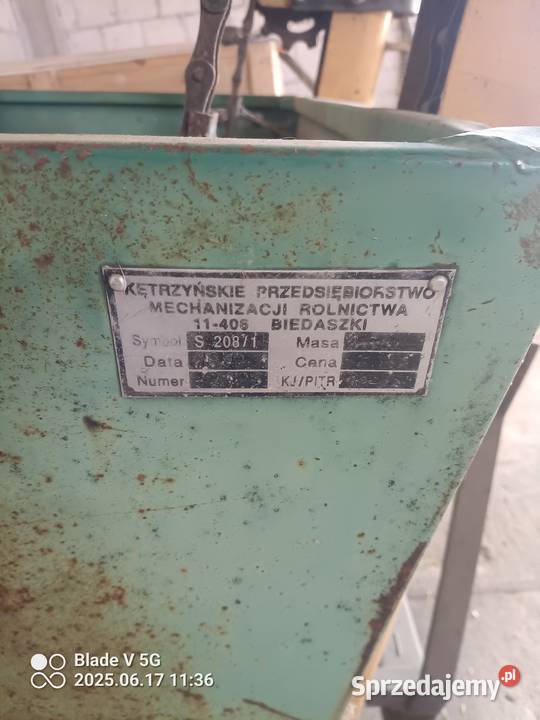 KĘTRZYŃSKIE PRZEDSIĘBIORSTWO
MECHANIZACJI ROLNICTWA
11-406 BIEDASZKI
Symbol S 208/1 Masa
Data Cena
Numer KJ/PITR
Blade V 5G
2025.06.17 11:36
Sprzedajemy.pl